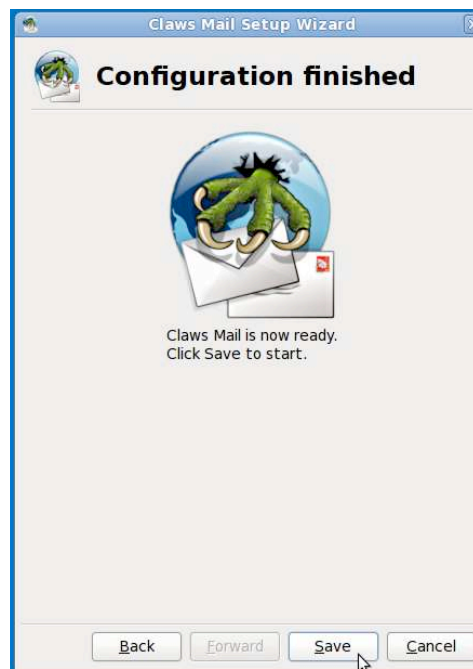 Claws Mail Setup Wizard
Configuration finished
Claws Mail is now ready.
Click Save to start.
Back
Forward
Save
Cancel